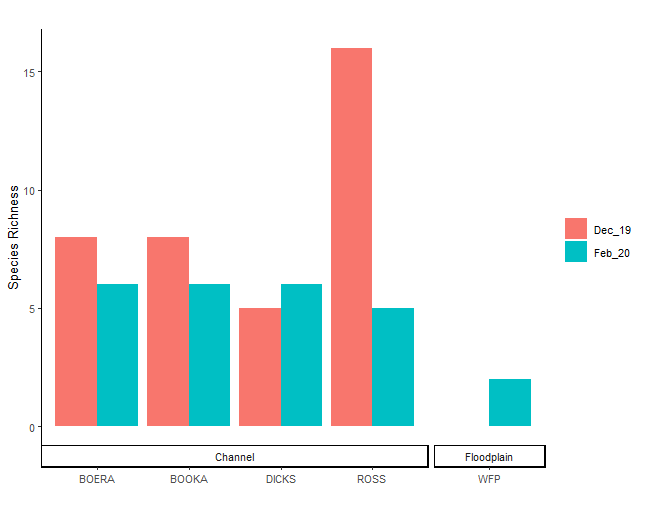 Species Richness
15
10
5
0
Dec_19
Feb_20
Channel
Floodplain
BOERA
BOOKA
DICKS
ROSS
WFP